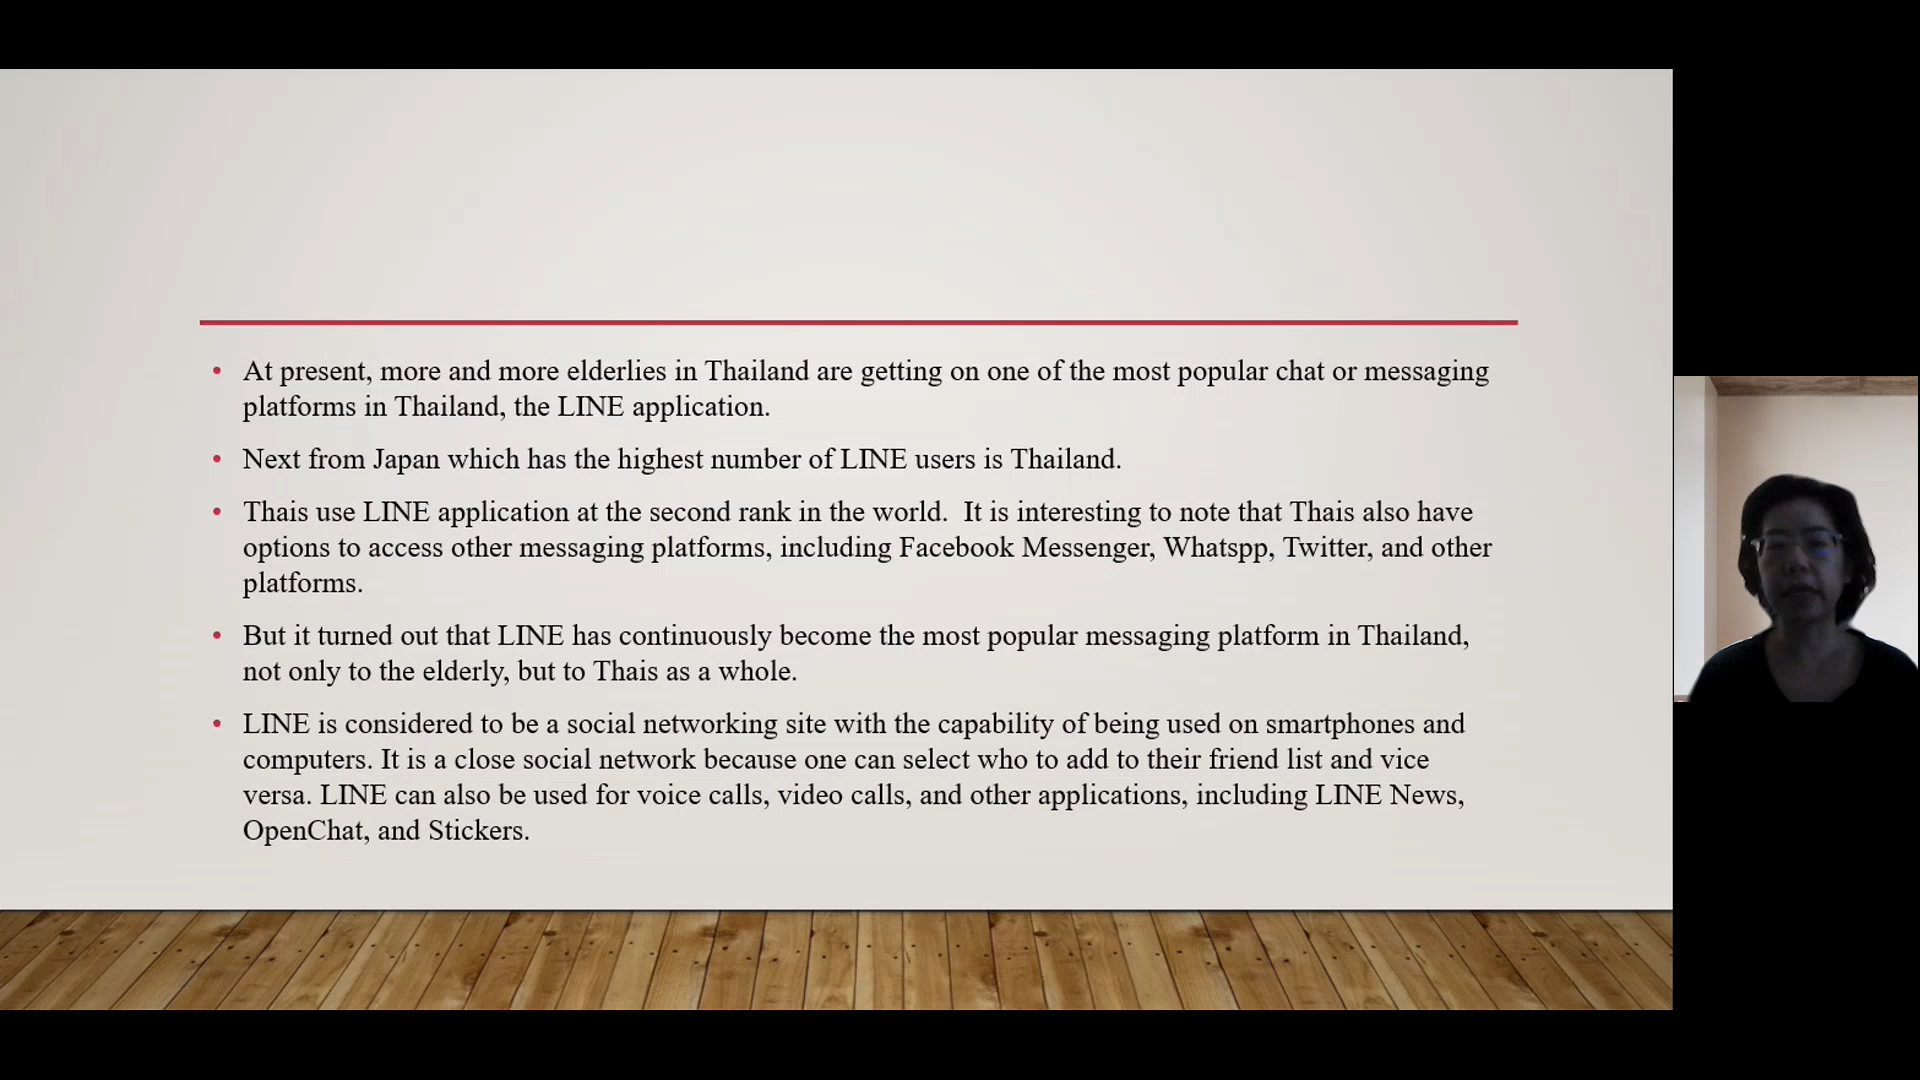 • At present, more and more elderlies in Thailand are getting on one of the most popular chat or messaging
platforms in Thailand, the LINE application.
• Next from Japan which has the highest number of LINE users is Thailand.
• Thais use LINE application at the second rank in the world.  It is interesting to note that Thais also have
options to access other messaging platforms, including Facebook Messenger, Whatspp, Twitter, and other
platforms.
• But it turned out that LINE has continuously become the most popular messaging platform in Thailand,
not only to the elderly, but to Thais as a whole.
• LINE is considered to be a social networking site with the capability of being used on smartphones and
computers. It is a close social network because one can select who to add to their friend list and vice
versa. LINE can also be used for voice calls, video calls, and other applications, including LINE News,
OpenChat, and Stickers.